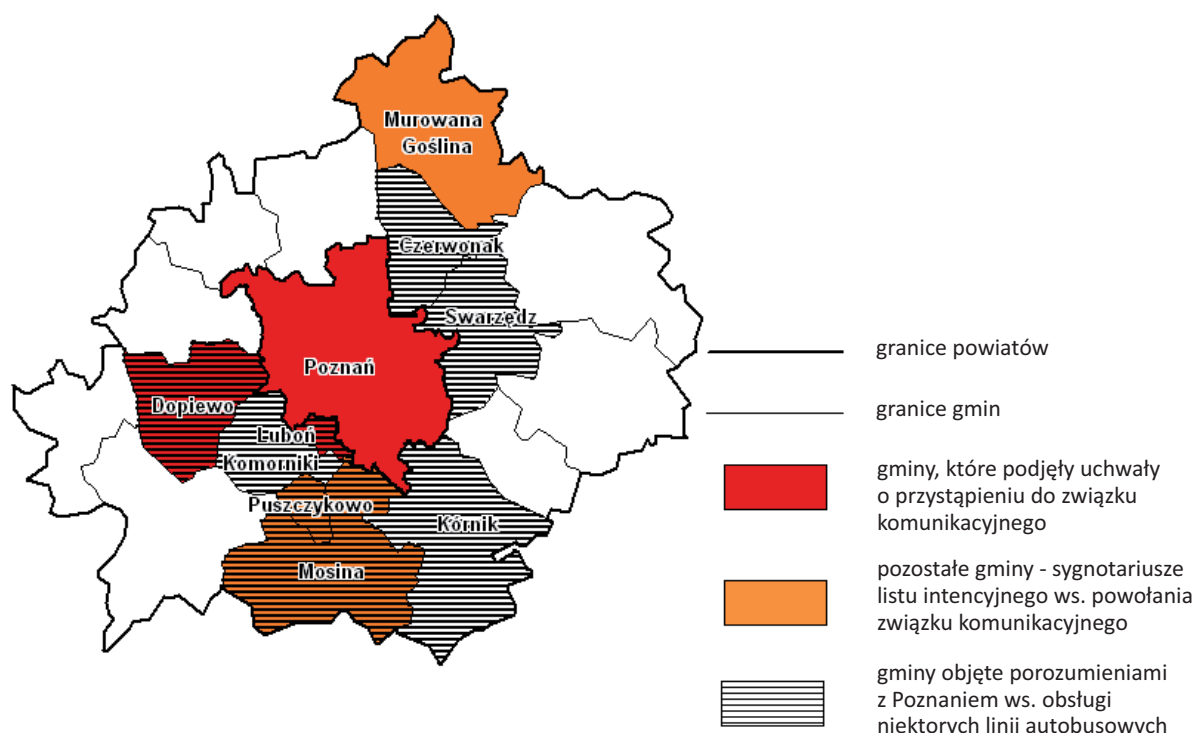 Murowana
Goślina
Czerwonak
Swarzędz
Poznań
Dopiewo
Luboń
Komorniki
Puszczykowo
Kórnik
Mosina
granice powiatów
granice gmin
gminy, które podjęły uchwały
o przystąpieniu do związku
komunikacyjnego
pozostałe gminy - sygnotariusze
listu intencyjnego ws. powołania
związku komunikacyjnego
gminy objęte porozumieniami
z Poznaniem ws. obsługi
niektorych linii autobusowych